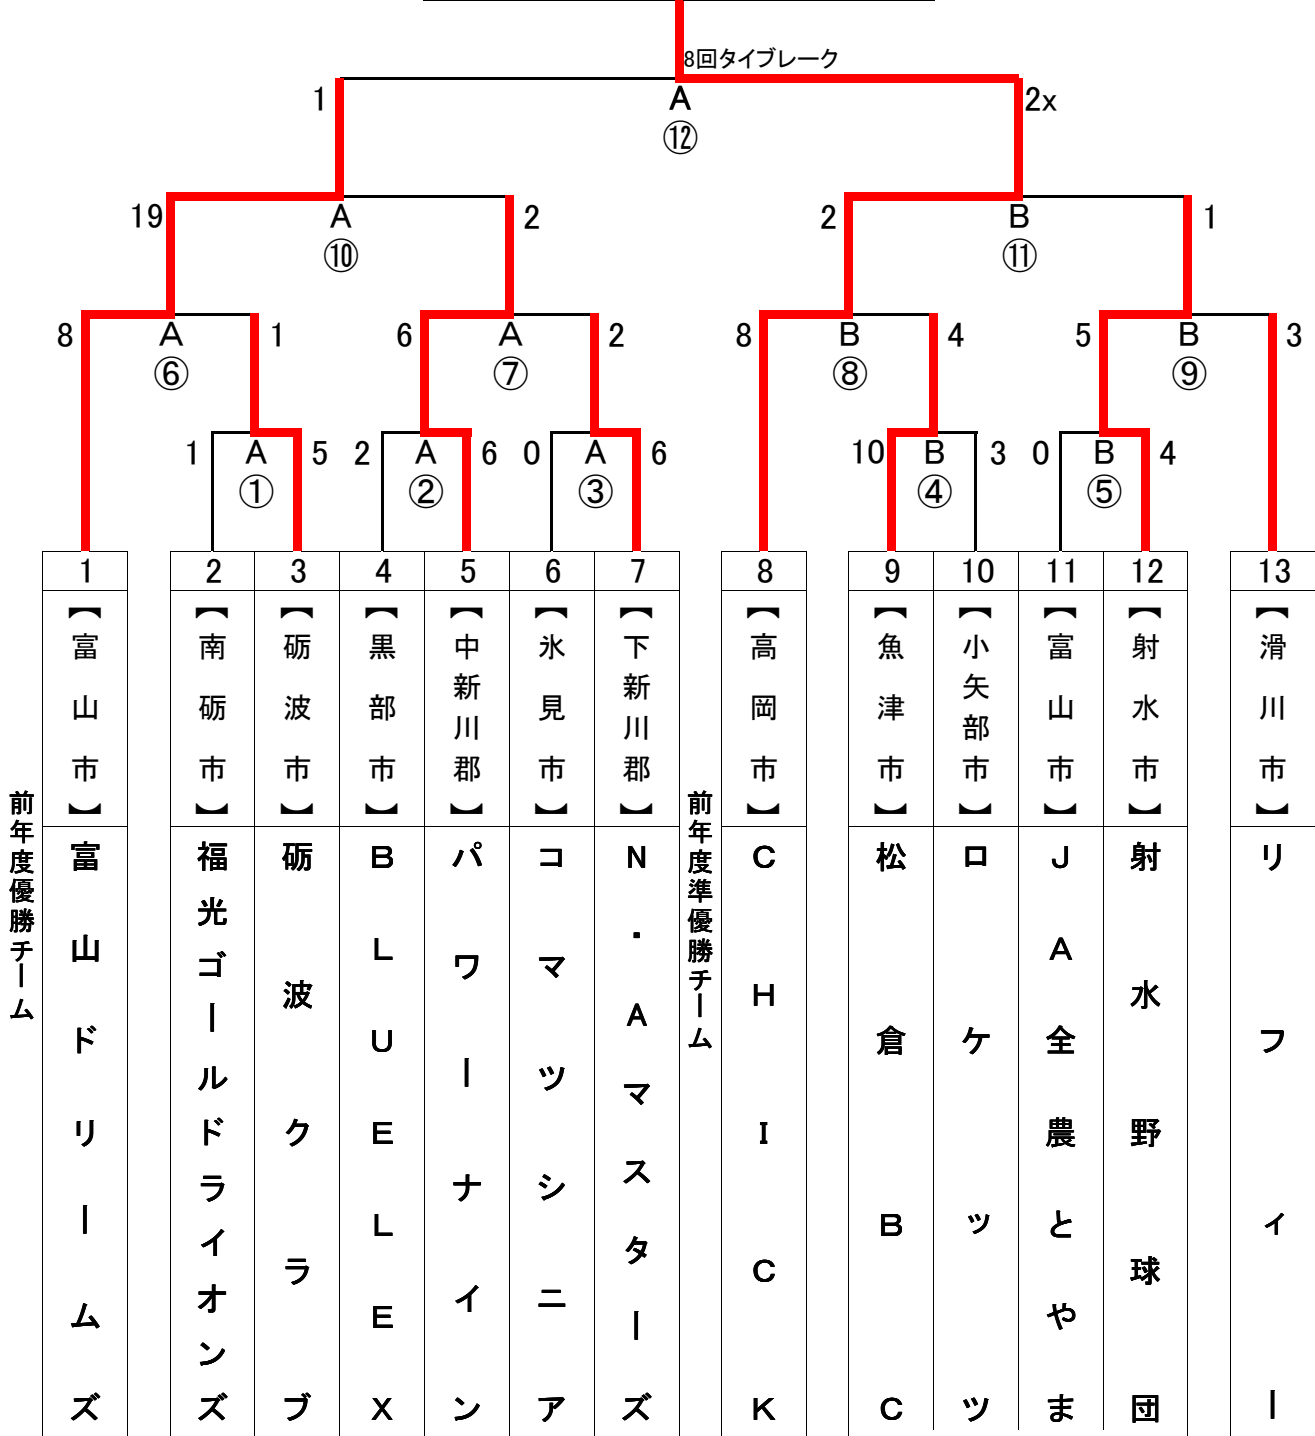 8回タイブレーク
1
A
2x
⑫
19
A
2
2
B
1
⑩
⑪
8
A
1
6
A
2
8
B
4
5
B
3
⑥
⑦
⑧
⑨
1
A
5
2
A
6
0
A
6
10
B
3
0
B
4
①
②
③
④
⑤
1
【富山市】
富山ドリームズ
前年度優勝チーム
2
【南砺市】
福光ゴールドライオンズ
3
【砺波市】
砺波クラブ
4
【黒部市】
BLUELEX
5
【中新川郡】
パワーナイン
6
【氷見市】
コマツシニア
7
【下新川郡】
N・Aマスターズ
前年度準優勝チーム
8
【高岡市】
CHICK
9
【魚津市】
松倉BC
10
【小矢部市】
ロケッツ
11
【富山市】
JA全農とやま
12
【射水市】
射水野球団
13
【滑川市】
リフィー